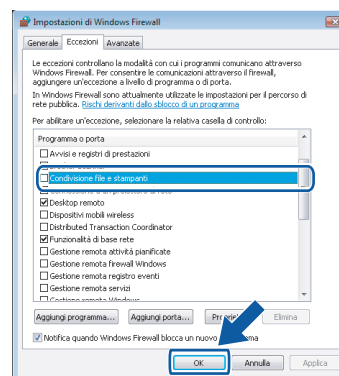 Impostazioni di Windows Firewall
Generale Eccezioni Avanzate
Le eccezioni controllano la modalità con cui i programmi comunicano attraverso
Windows Firewall. Per consentire le comunicazioni attraverso il firewall,
aggiungere un'eccezione a livello di programma o di porta.
In Windows Firewall sono attualmente utilizzate le impostazioni per il percorso di
rete pubblica. Rischi derivanti dallo sblocco di un programma
Per abilitare un'eccezione, selezionare la relativa casella di controllo:
Programma o porta
Avvisi e registri di prestazioni
Condivisione file e stampanti
Desktop remoto
Dispositivi mobili wireless
Distributed Transaction Coordinator
Funzionalità di base rete
Gestione remota attività pianificate
Gestione remota firewall Windows
Gestione remota registro eventi
Gestione remota servizi
Gestione remota Windows
Aggiungi programma... Aggiungi porta... Elimina
Notifica quando Windows Firewall blocca un nuovo
OK Annulla Applica